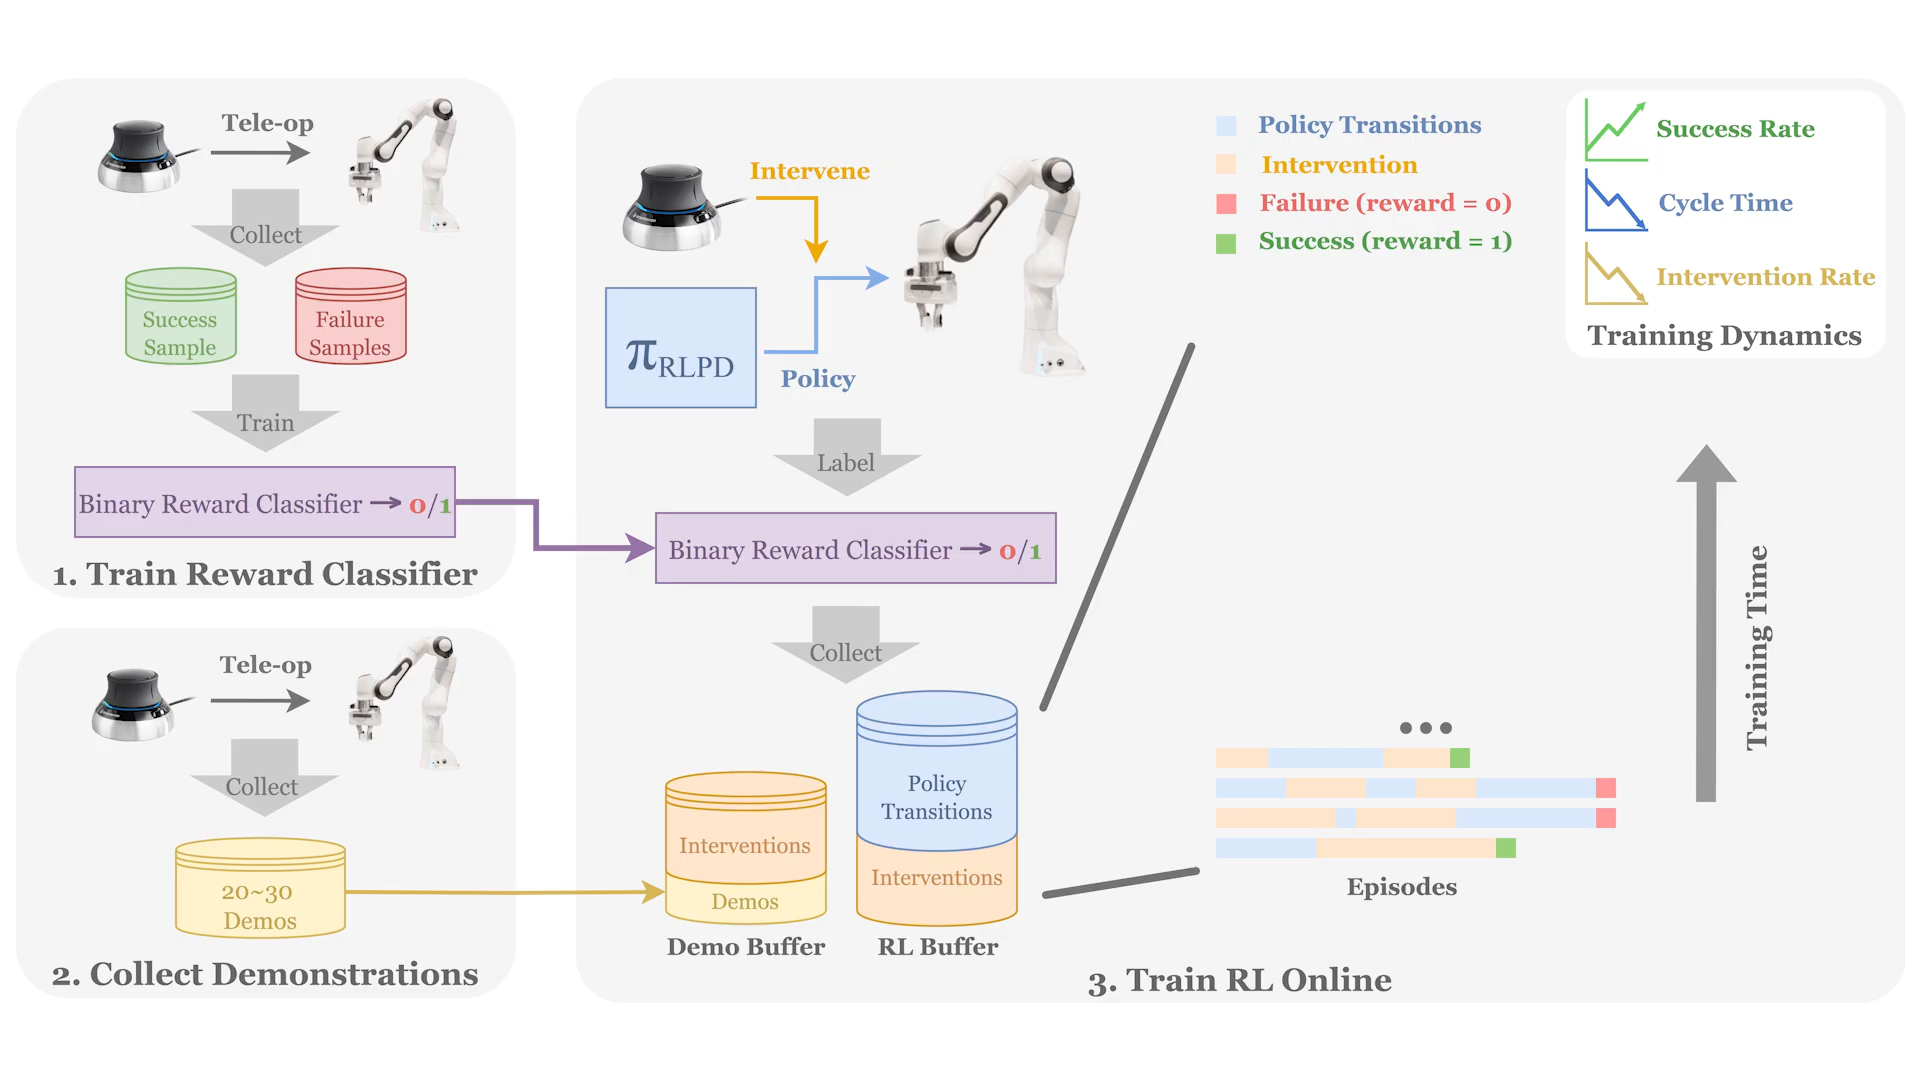 Tele-op
Collect
Success
Sample
Failure
Samples
Train
Binary Reward Classifier → 0/1
1. Train Reward Classifier
Tele-op
Collect
20~30
Demos
2. Collect Demonstrations
Intervene
πRLPD
Policy
Label
Binary Reward Classifier → 0/1
Collect
Interventions
Demos
Demo Buffer
Policy
Transitions
Interventions
RL Buffer
Policy Transitions
Intervention
Failure (reward = 0)
Success (reward = 1)
Success Rate
Cycle Time
Intervention Rate
Training Dynamics
Training Time
Episodes
3. Train RL Online